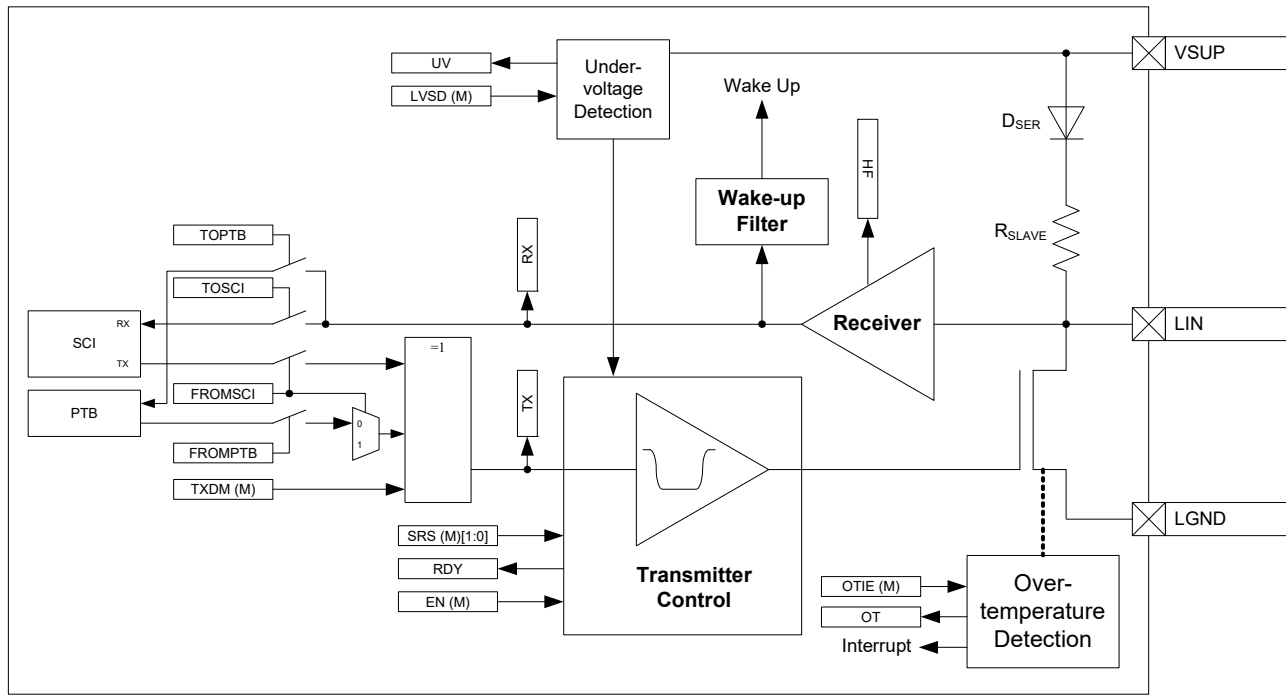 VSUP
UV
LVSD (M)
Under-
voltage
Detection
Wake Up
DSER
HF
Wake-up
Filter
RSLAVE
TOPTB
RX
TOSCI
RX
SCI
TX
Receiver
LIN
=1
FROMSCI
PTB
TX
0
1
FROMPTB
TXDM (M)
LGND
SRS (M)[1:0]
RDY
EN (M)
Transmitter
Control
OTIE (M)
OT
Interrupt
Over-
temperature
Detection